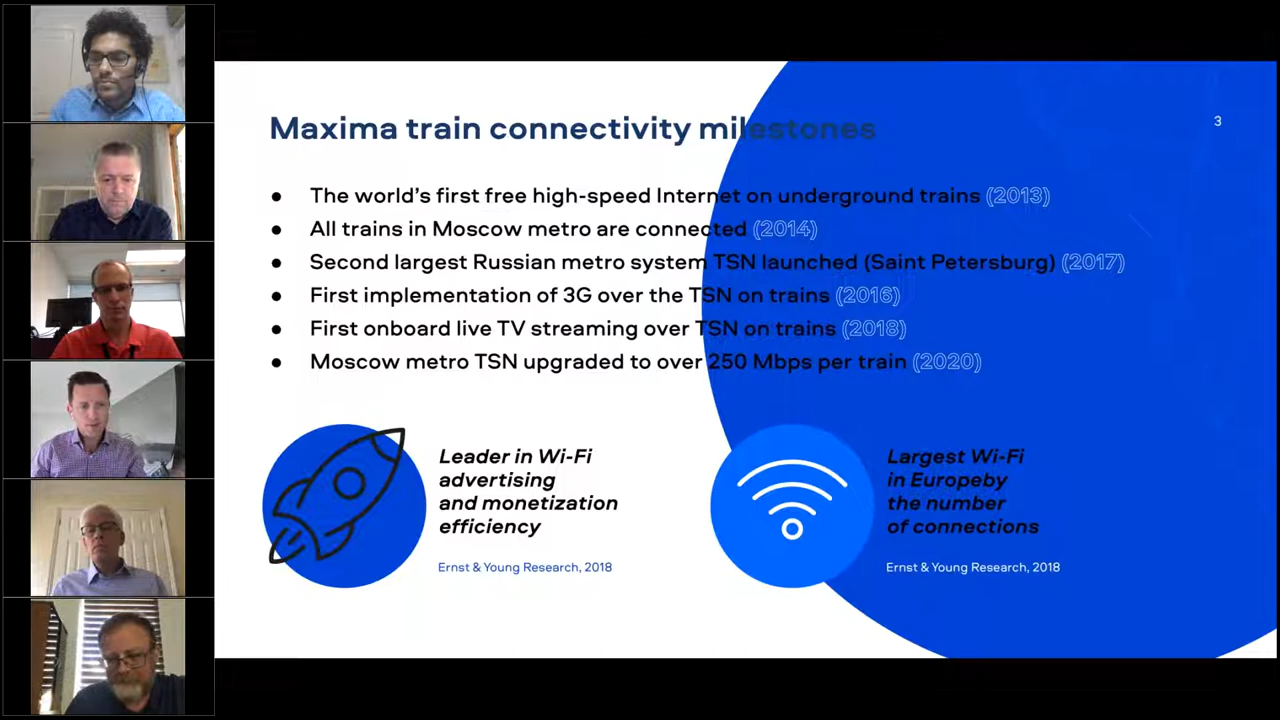 Maxima train connectivity milestones
3
● The world's first free high-speed Internet on underground trains (2013)
● All trains in Moscow metro are connected (2014)
● Second largest Russian metro system TSN launched (Saint Petersburg) (2017)
● First implementation of 3G over the TSN on trains (2016)
● First onboard live TV streaming over TSN on trains (2018)
● Moscow metro TSN upgraded to over 250 Mbps per train (2020)
Leader in Wi-Fi
advertising
and monetization
efficiency
Ernst & Young Research, 2018
Largest Wi-Fi
in Europeby
the number
of connections
Ernst & Young Research, 2018